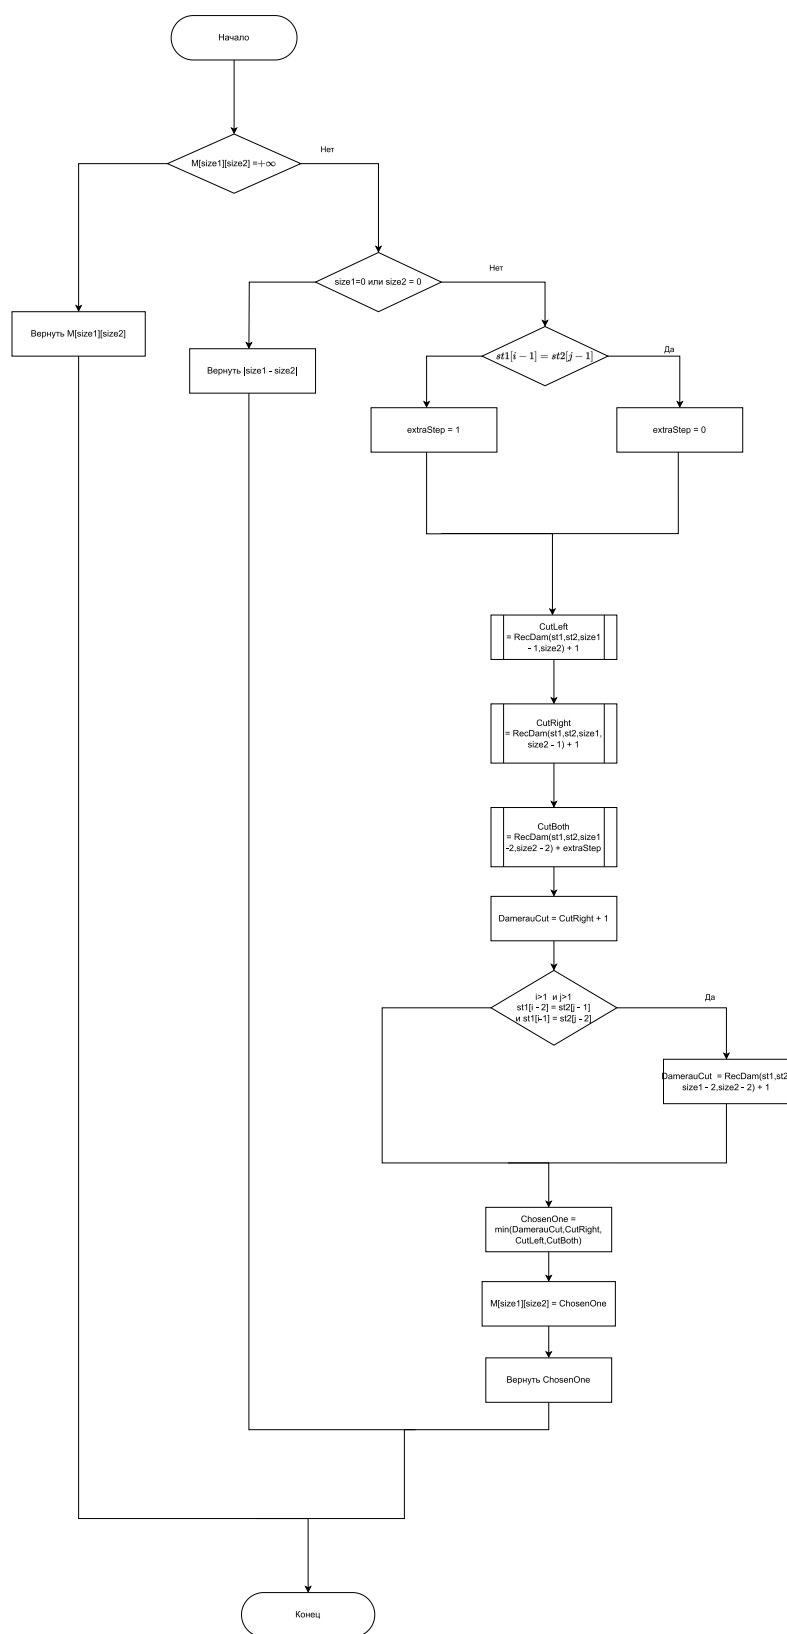 Начало
M[size1][size2] =+∞
Нет
size1=0 или size2 = 0
Нет
Вернуть M[size1][size2]
Вернуть |size1 - size2|
st1[i − 1] = st2[j − 1]
Да
extraStep = 1
extraStep = 0
CutLeft
= RecDam(st1,st2,size1
- 1,size2) + 1
CutRight
= RecDam(st1,st2,size1,
size2 - 1) + 1
CutBoth
= RecDam(st1,st2,size1
-2,size2 - 2) + extraStep
DamerauCut = CutRight + 1
i>1 и j>1
st1[i - 2] = st2[j - 1]
и st1[i-1] = st2[j - 2]
Да
DamerauCut = RecDam(st1,st2
size1 - 2,size2 - 2) + 1
ChosenOne =
min(DamerauCut,CutRight,
CutLeft,CutBoth)
M[size1][size2] = ChosenOne
Вернуть ChosenOne
Конец